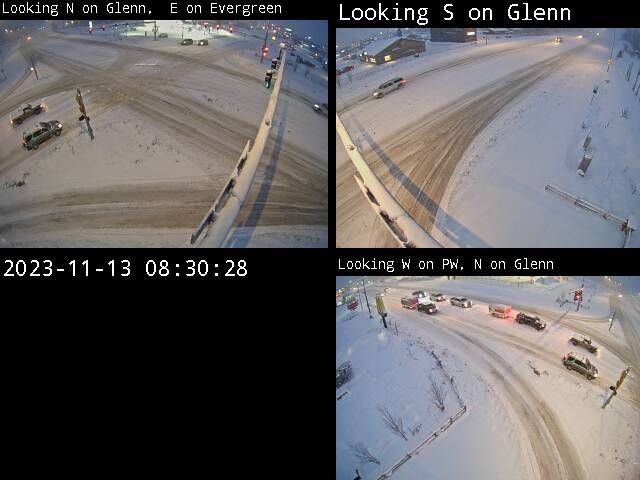 Looking N on Glenn,  E on Evergreen
Looking S on Glenn
2023-11-13 08:30:28
Looking W on PW, N on Glenn